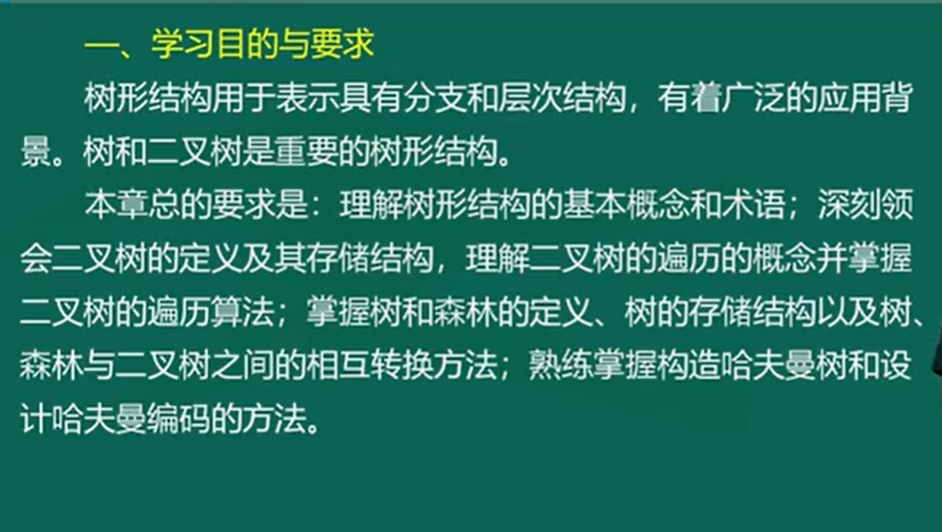 一、学习目的与要求
树形结构用于表示具有分支和层次结构，有着广泛的应用背
景。树和二叉树是重要的树形结构。
本章总的要求是：理解树形结构的基本概念和术语；深刻领
会二叉树的定义及其存储结构，理解二叉树的遍历的概念并掌握
二叉树的遍历算法；掌握树和森林的定义、树的存储结构以及树、
森林与二叉树之间的相互转换方法；熟练掌握构造哈夫曼树和设
计哈夫曼编码的方法。